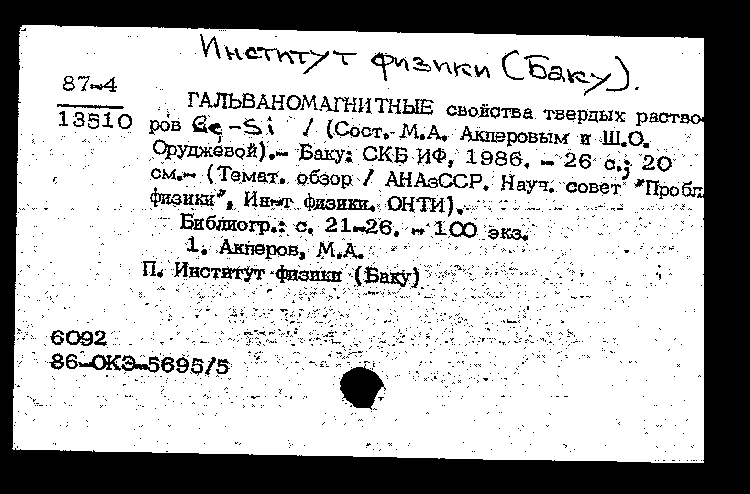 Институт физики (Баку).
87-4
13510
ГАЛЬВАНОМАГНИТНЫЕ свойства твердых раство-
ров Ge-Si / (Сост. М.А. Акперовым и Ш.О.
Оруджевой).- Баку: СКБ ИФ, 1986. - 26 с.; 20
см.- (Темат. обзор / АНАзССР. Науч. совет "Пробл.
физики", Ин-т физики. ОНТИ).
Библиогр.: с. 21-26. - 100 экз.
1. Акперов, М.А.
П. Институт физики (Баку)
6092
86-ОКЭ-5695/5